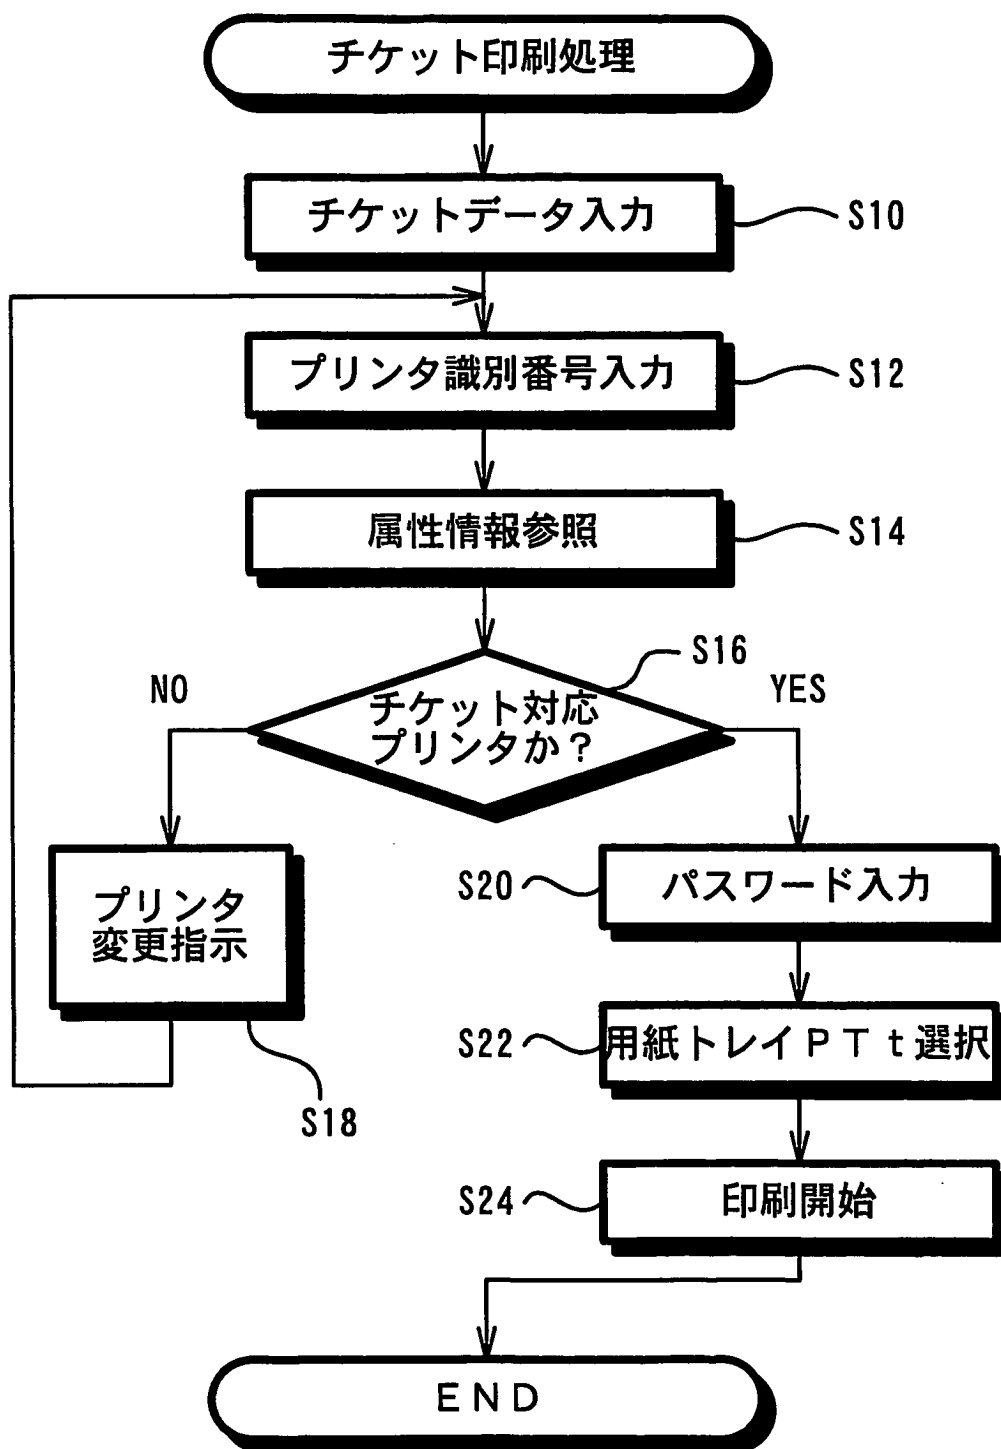 チケット印刷処理
チケットデータ入力
S10
プリンタ識別番号入力
S12
属性情報参照
S14
S16
NO
YES
チケット対応
プリンタか？
プリンタ
変更指示
S18
S20
パスワード入力
S22
用紙トレイＰＴｔ選択
S24
印刷開始
ＥＮＤ